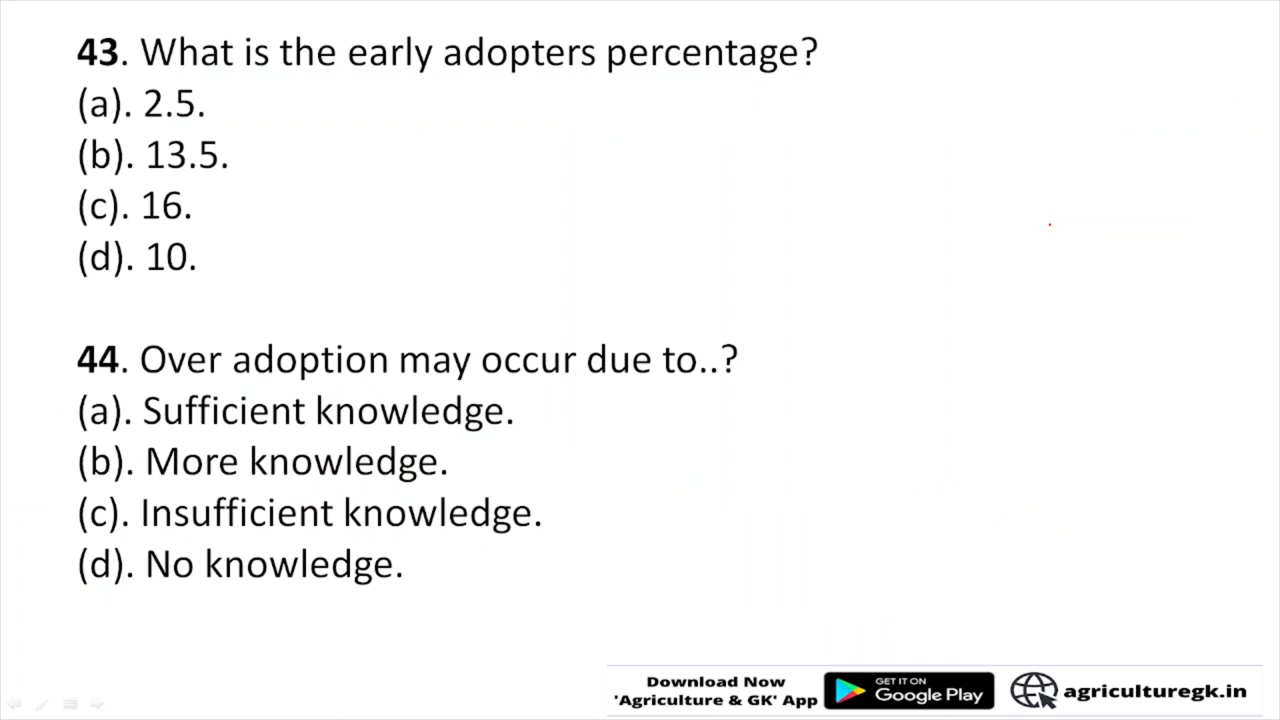 43. What is the early adopters percentage?
(a). 2.5.
(b). 13.5.
(c). 16.
(d). 10.
44. Over adoption may occur due to..?
(a). Sufficient knowledge.
(b). More knowledge.
(c). Insufficient knowledge.
(d). No knowledge.
Download Now
'Agriculture & GK' App
GET IT ON
Google Play
agriculturegk.in